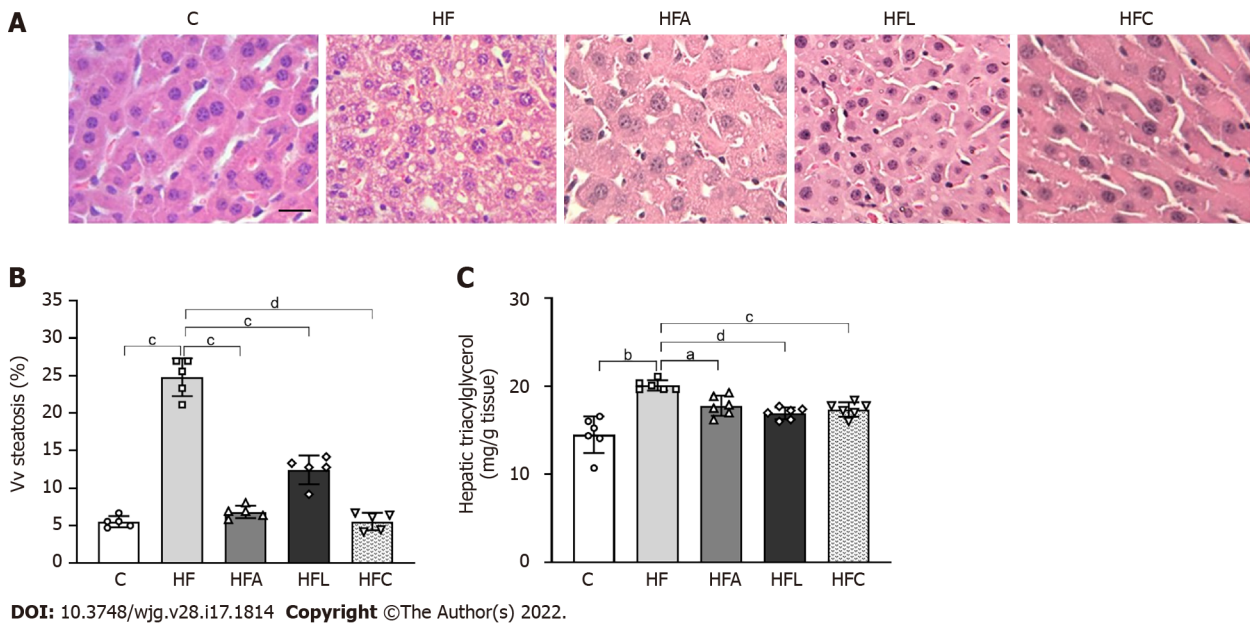 A
C HF HFA HFL HFC
B
Vv steatosis (%)
35
30
25
20
15
10
5
0
d
c
c c
C HF HFA HFL HFC
C
Hepatic triacylglycerol
(mg/g tissue)
30
20
10
0
c
d
b a
C HF HFA HFL HFC
DOI: 10.3748/wjg.v28.i17.1814 Copyright ©The Author(s) 2022.